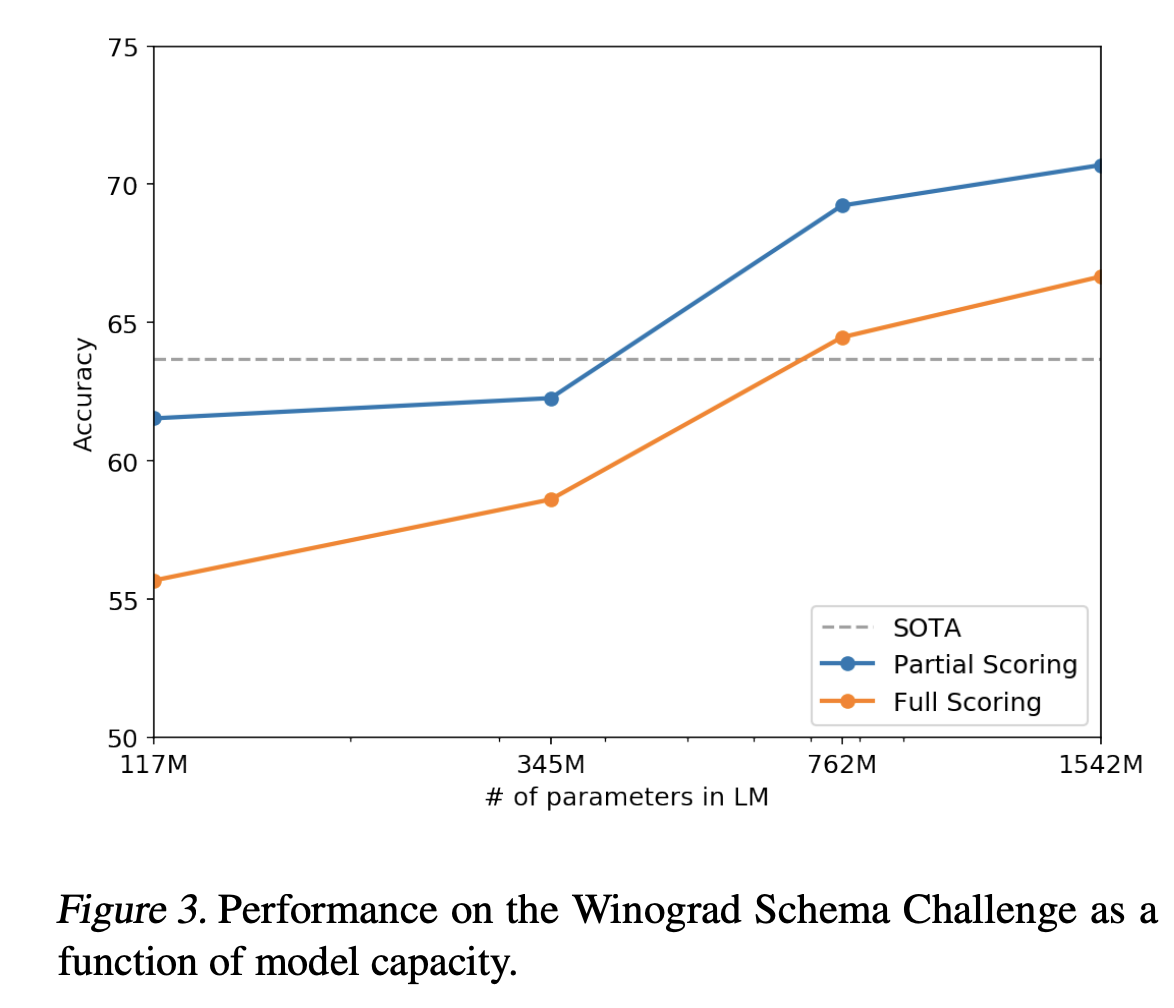 75
70
65
60
55
50
Accuracy
SOTA
Partial Scoring
Full Scoring
117M 345M 762M 1542M
# of parameters in LM
Figure 3. Performance on the Winograd Schema Challenge as a
function of model capacity.